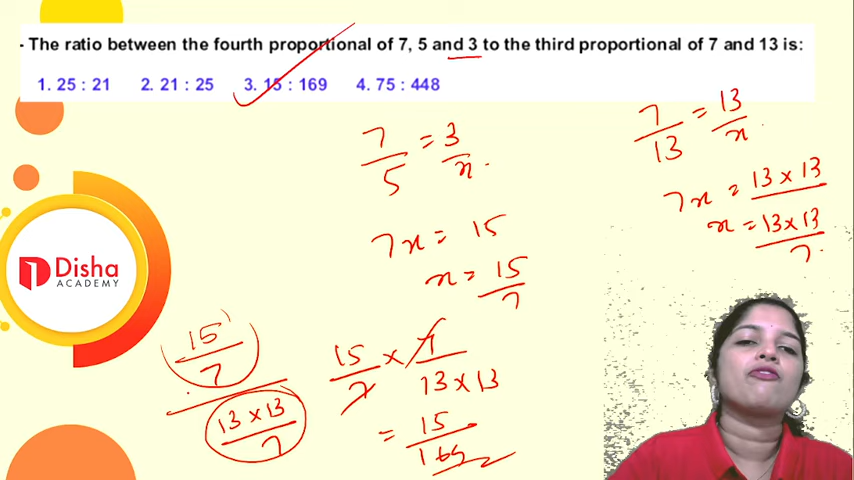 - The ratio between the fourth proportional of 7, 5 and 3 to the third proportional of 7 and 13 is:
1. 25 : 21 2. 21 : 25 3. 15 : 169 4. 75 : 448
7/5 = 3/x
7x = 15
x = 15/7
7/13 = 13/x
7x = 13 x 13
x = 13 x 13/7
Disha
ACADEMY
15/7
13 x 13/7
15/7 x 7/13 x 13
= 15/169